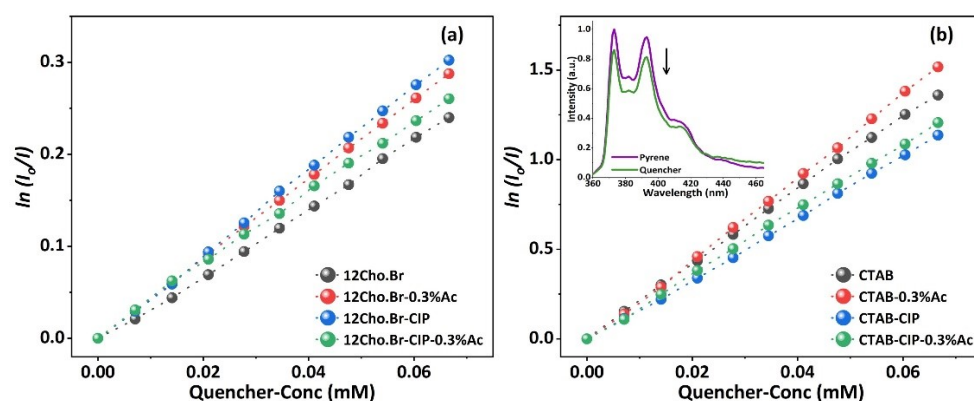 (a)
ln (I₀/I)
0.3
0.2
0.1
0.0
12Cho.Br
12Cho.Br-0.3%Ac
12Cho.Br-CIP
12Cho.Br-CIP-0.3%Ac
0.00 0.02 0.04 0.06
Quencher-Conc (mM)
(b)
ln (I₀/I)
1.5
1.0
0.5
0.0
Intensity (a.u.)
1.0
0.8
0.6
0.4
0.2
0.0
Pyrene
Quencher
360 380 400 420 440 460
Wavelength (nm)
CTAB
CTAB-0.3%Ac
CTAB-CIP
CTAB-CIP-0.3%Ac
0.00 0.02 0.04 0.06
Quencher-Conc (mM)